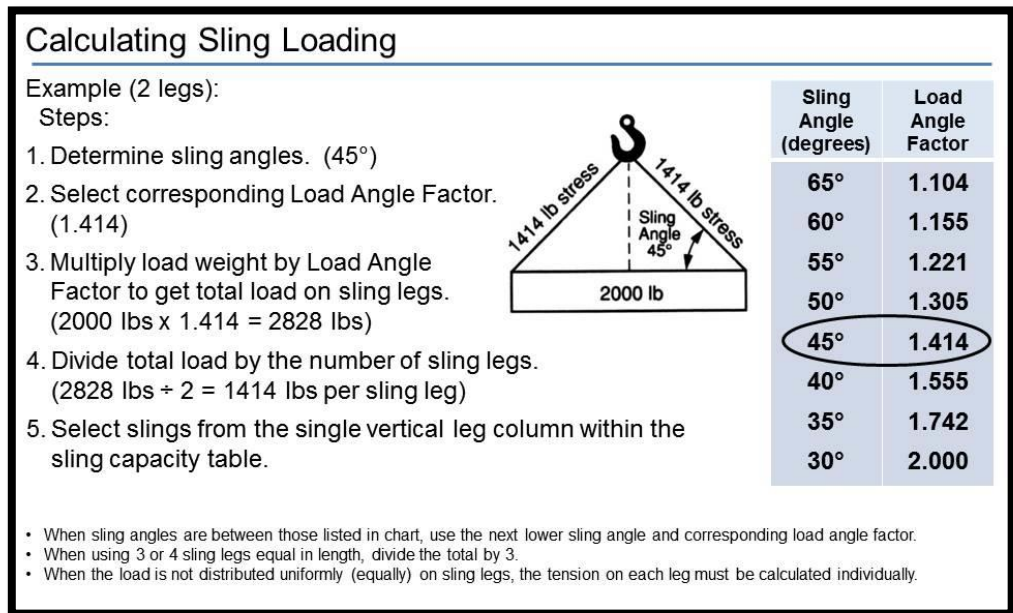 Calculating Sling Loading
Example (2 legs):
Steps:
1. Determine sling angles. (45°)
2. Select corresponding Load Angle Factor.
(1.414)
3. Multiply load weight by Load Angle
Factor to get total load on sling legs.
(2000 lbs x 1.414 = 2828 lbs)
4. Divide total load by the number of sling legs.
(2828 lbs ÷ 2 = 1414 lbs per sling leg)
5. Select slings from the single vertical leg column within the
sling capacity table.
1414 lb stress
1414 lb stress
Sling
Angle
45°
2000 lb
Sling Angle (degrees) Load Angle Factor
65° 1.104
60° 1.155
55° 1.221
50° 1.305
45° 1.414
40° 1.555
35° 1.742
30° 2.000
• When sling angles are between those listed in chart, use the next lower sling angle and corresponding load angle factor.
• When using 3 or 4 sling legs equal in length, divide the total by 3.
• When the load is not distributed uniformly (equally) on sling legs, the tension on each leg must be calculated individually.